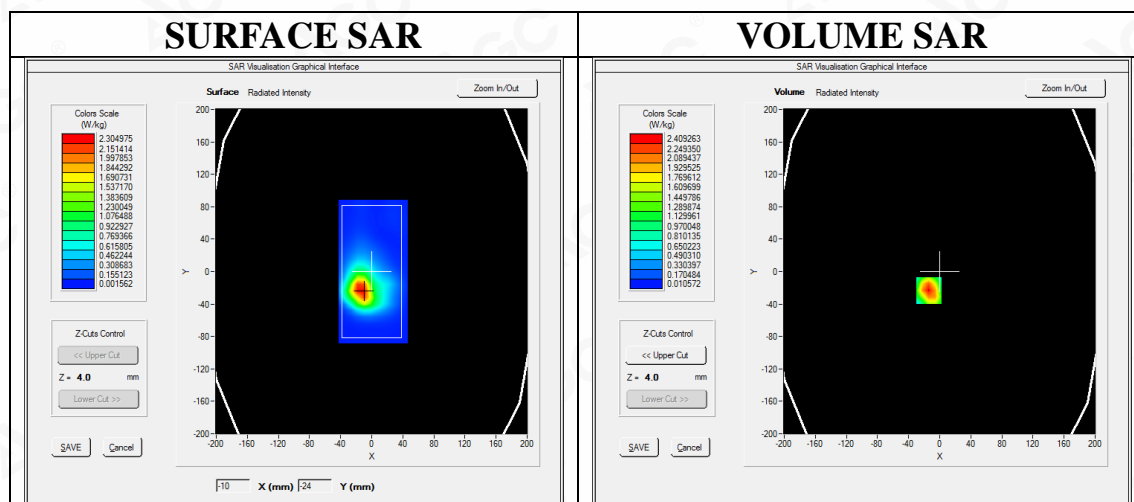 SURFACE SAR
VOLUME SAR
SAR Visualisation Graphical Interface
Surface Radiated Intensity
Zoom In/Out
Colors Scale
(W/kg)
2.304975
2.151414
1.997853
1.844292
1.690731
1.537170
1.383609
1.230049
1.076488
0.922927
0.769366
0.615805
0.462244
0.308683
0.155123
0.001562
Z-Cuts Control
<< Upper Cut
Z = 4.0 mm
Lower Cut >>
SAVE Cancel
200
160
120
80
40
0
-40
-80
-120
-160
-200
Y
-200 -160 -120 -80 -40 0 40 80 120 160 200
X
-10 X (mm) -24 Y (mm)
SAR Visualisation Graphical Interface
Volume Radiated Intensity
Zoom In/Out
Colors Scale
(W/kg)
2.409263
2.249350
2.089437
1.929525
1.769612
1.609699
1.449786
1.289874
1.129961
0.970048
0.810135
0.650223
0.490310
0.330397
0.170484
0.010572
Z-Cuts Control
<< Upper Cut
Z = 4.0 mm
Lower Cut >>
SAVE Cancel
200
160
120
80
40
0
-40
-80
-120
-160
-200
Y
-200 -160 -120 -80 -40 0 40 80 120 160 200
X